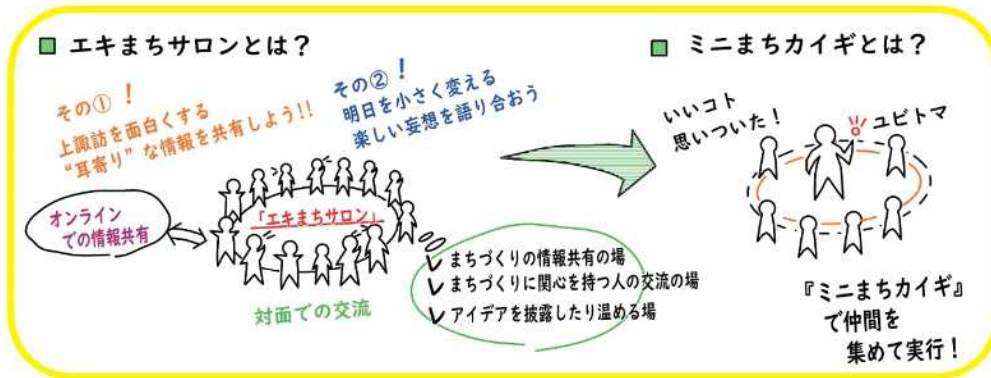 エキまちサロンとは？
その① ！
上諏訪を面白くする
“耳寄り”な情報を共有しよう!!
その② ！
明日を小さく変える
楽しい妄想を語り合おう
オンライン
での情報共有
「エキまちサロン」
対面での交流
まちづくりの情報共有の場
まちづくりに関心を持つ人の交流の場
アイデアを披露したり温める場
ミニまちカイギとは？
いいコト
思いついた！
ユビトマ
『ミニまちカイギ』
で仲間を
集めて実行！